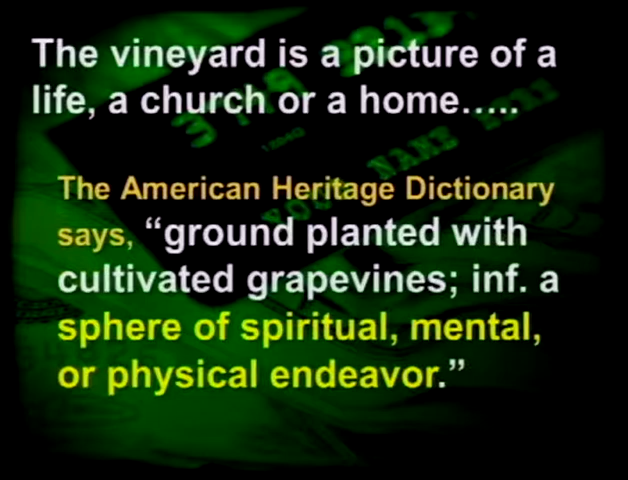 The vineyard is a picture of a
life, a church or a home…..
The American Heritage Dictionary
says, “ground planted with
cultivated grapevines; inf. a
sphere of spiritual, mental,
or physical endeavor.”